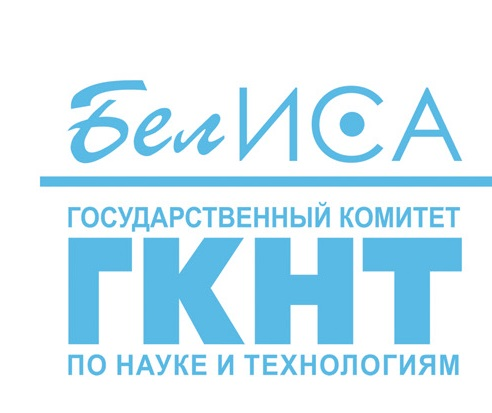 БелИСА
ГОСУДАРСТВЕННЫЙ КОМИТЕТ
ГКНТ
ПО НАУКЕ И ТЕХНОЛОГИЯМ